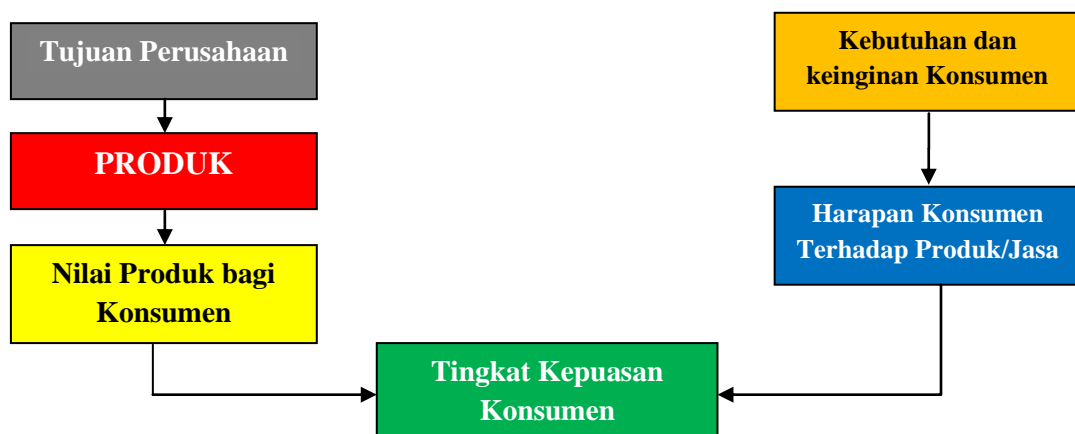 Tujuan Perusahaan
PRODUK
Nilai Produk bagi
Konsumen
Kebutuhan dan
keinginan Konsumen
Harapan Konsumen
Terhadap Produk/Jasa
Tingkat Kepuasan
Konsumen